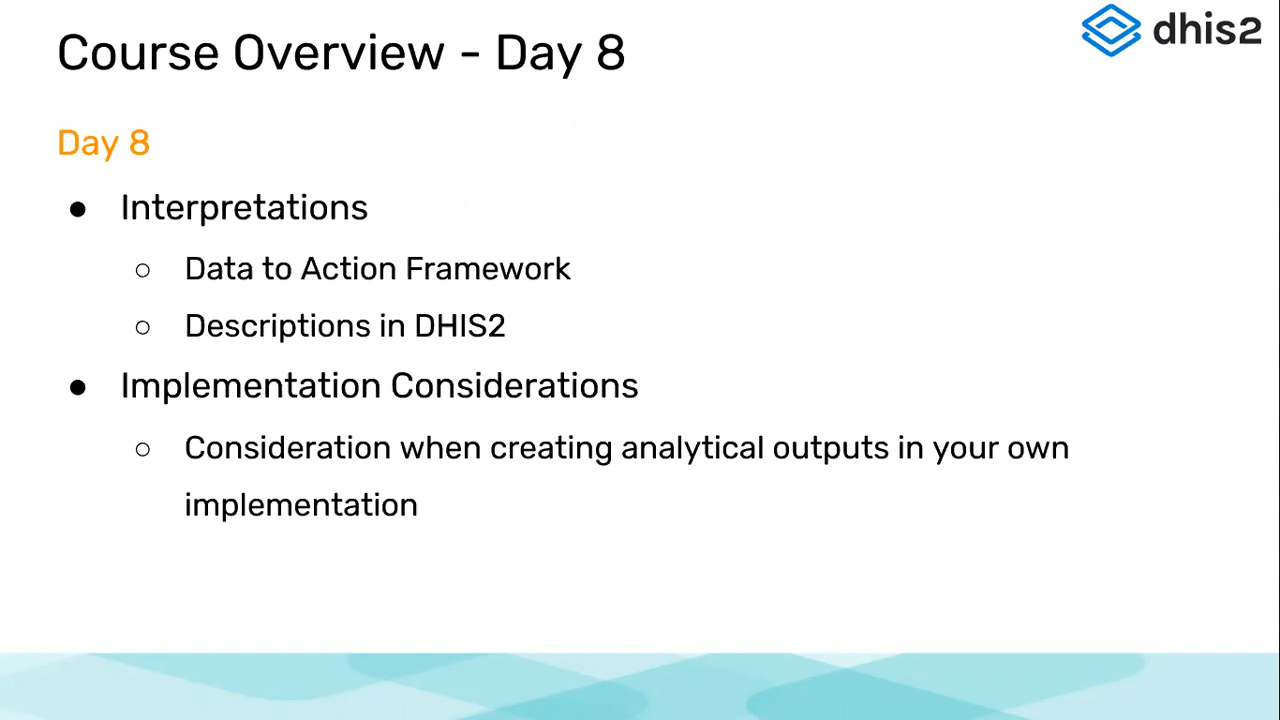 Course Overview - Day 8
dhis2
Day 8
● Interpretations
○ Data to Action Framework
○ Descriptions in DHIS2
● Implementation Considerations
○ Consideration when creating analytical outputs in your own
implementation